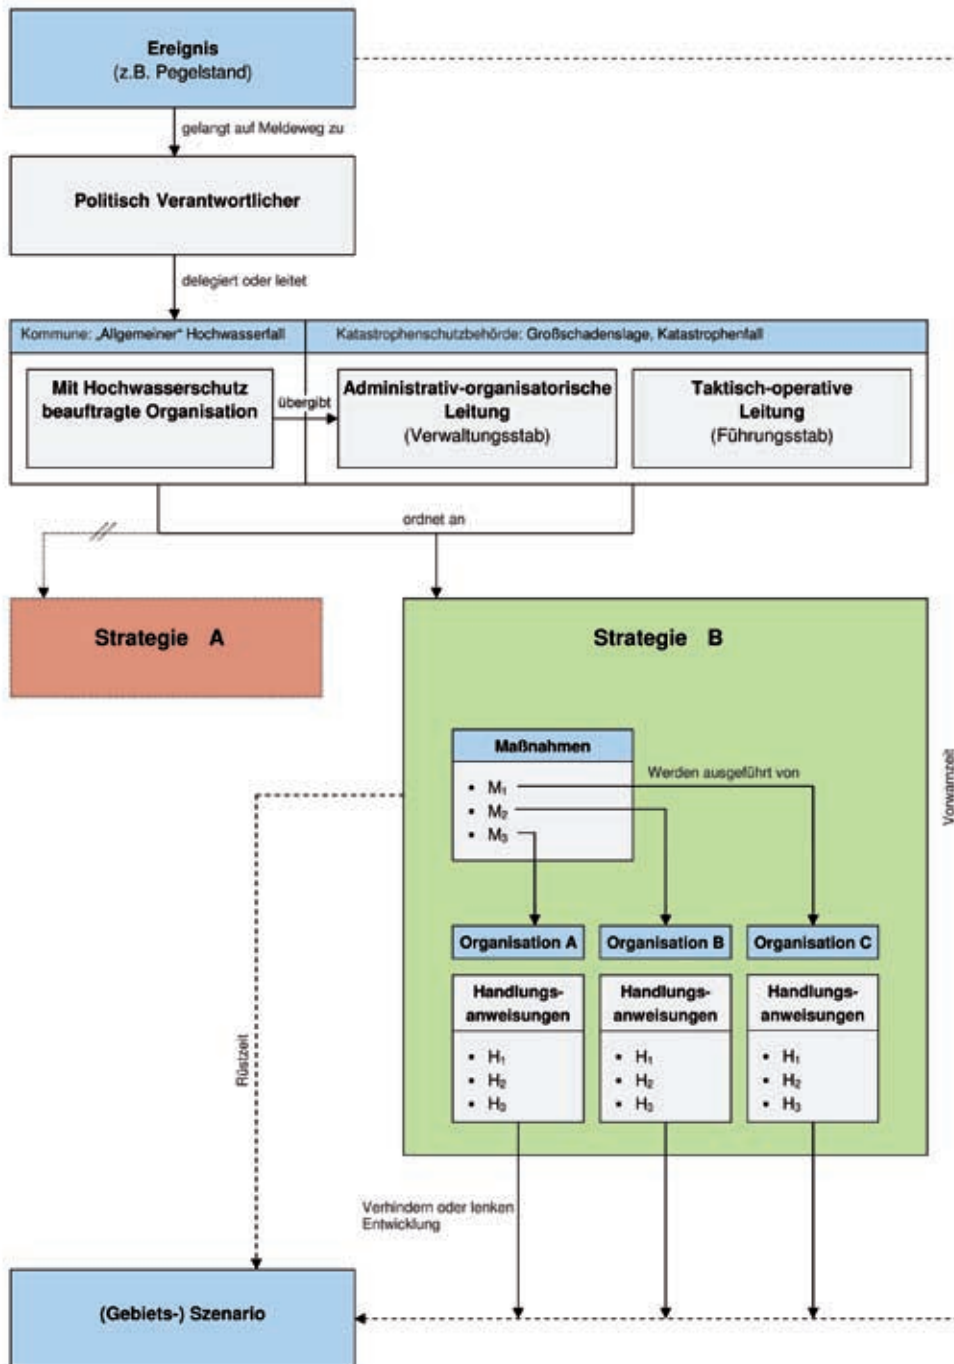 Ereignis
(z.B. Pegelstand)
gelangt auf Meldeweg zu
Politisch Verantwortlicher
delegiert oder leitet
Kommune: „Allgemeiner“ Hochwasserfall
Katastrophenschutzbehörde: Großschadenslage, Katastrophenfall
Mit Hochwasserschutz
beauftragte Organisation
übergibt
Administrativ-organisatorische
Leitung
(Verwaltungsstab)
Taktisch-operative
Leitung
(Führungsstab)
ordnet an
Strategie A
Strategie B
Maßnahmen
• M₁
• M₂
• M₃
Werden ausgeführt von
Vorwarnzeit
Organisation A
Organisation B
Organisation C
Handlungs-
anweisungen
• H₁
• H₂
• H₃
Handlungs-
anweisungen
• H₁
• H₂
• H₃
Handlungs-
anweisungen
• H₁
• H₂
• H₃
Rüstzeit
Verhindern oder lenken
Entwicklung
(Gebiets-) Szenario